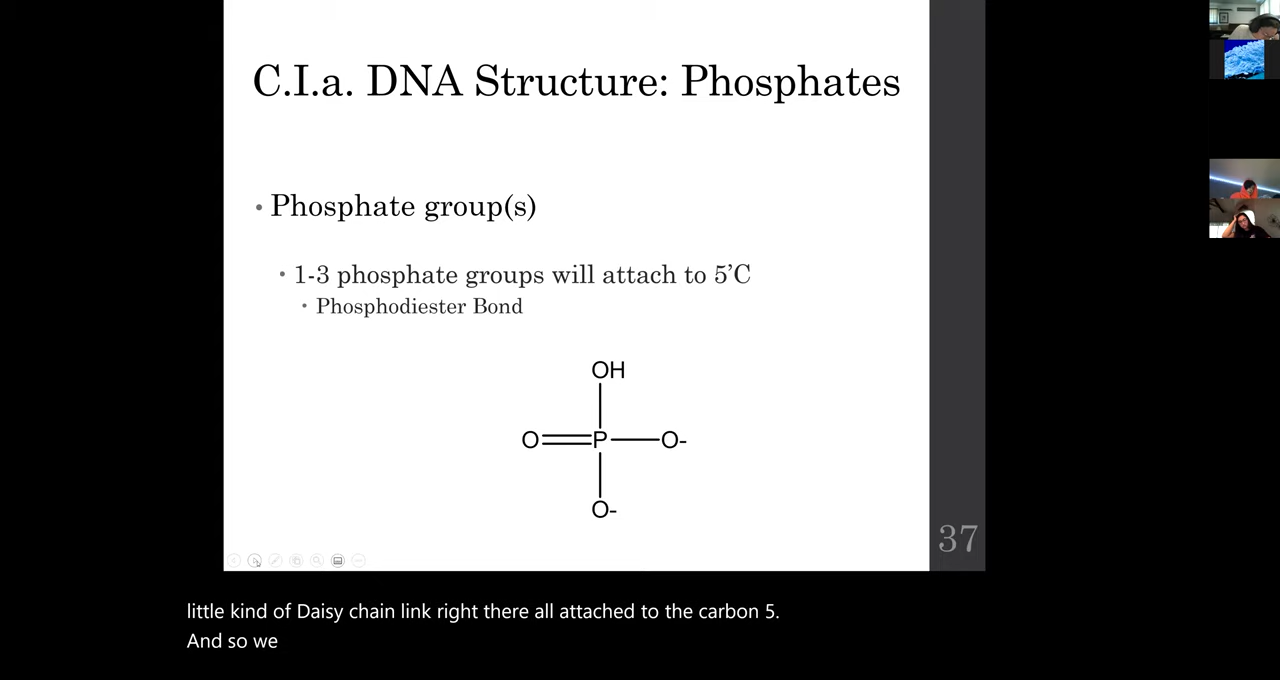 C.I.a. DNA Structure: Phosphates
• Phosphate group(s)
• 1-3 phosphate groups will attach to 5’C
• Phosphodiester Bond
OH
O P O-
O-
37
little kind of Daisy chain link right there all attached to the carbon 5.
And so we